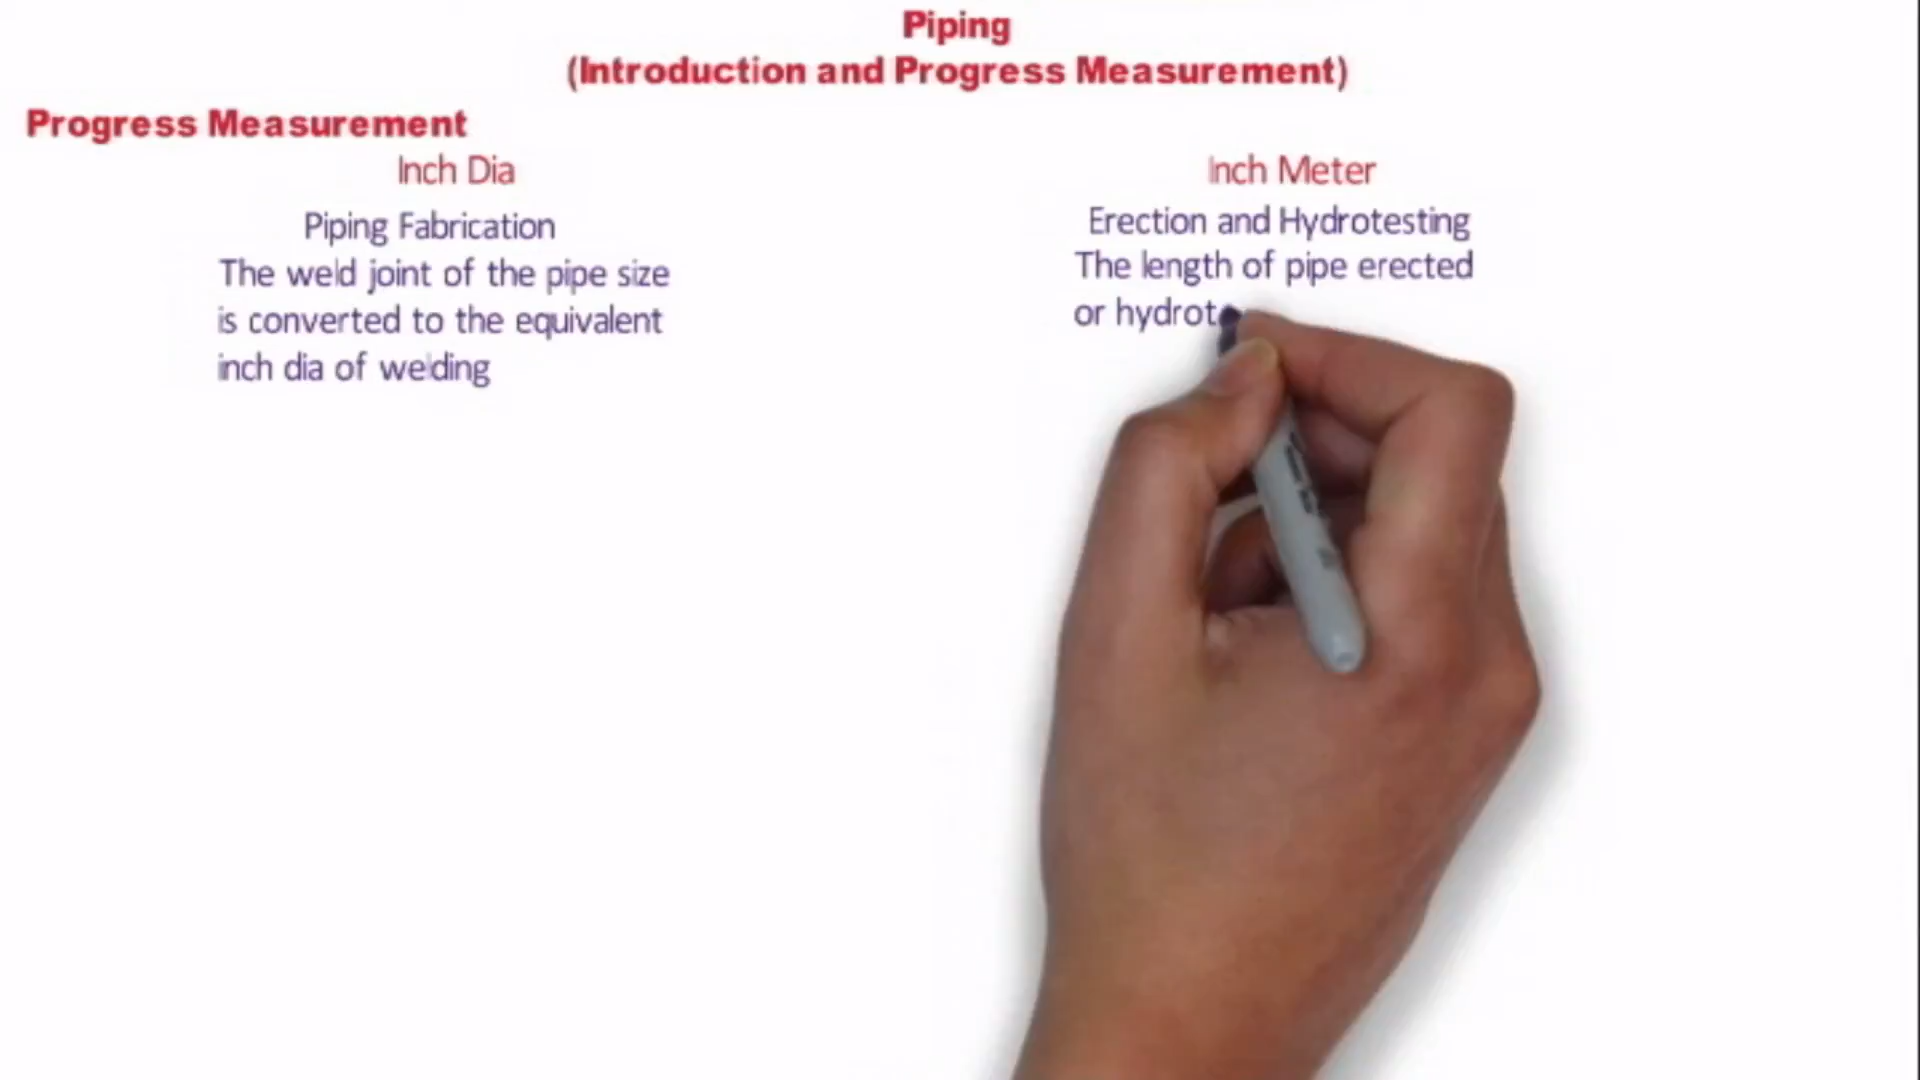 Piping
(Introduction and Progress Measurement)
Progress Measurement
Inch Dia
Piping Fabrication
The weld joint of the pipe size
is converted to the equivalent
inch dia of welding
Inch Meter
Erection and Hydrotesting
The length of pipe erected
or